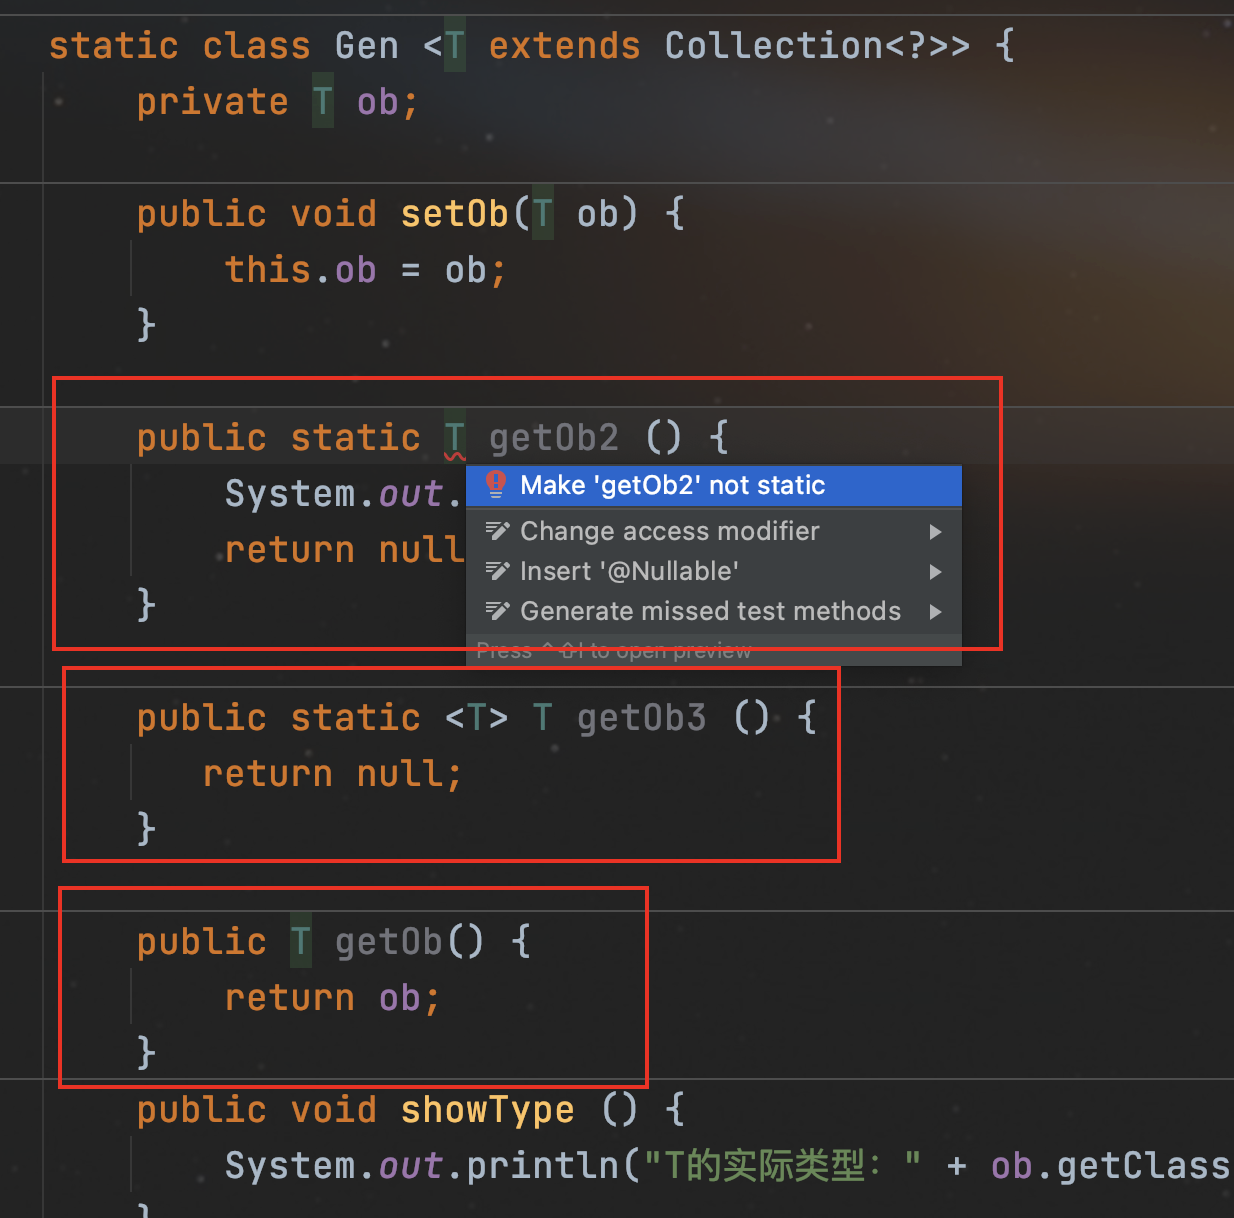 static class Gen <T extends Collection<?>> {
private T ob;
public void setOb(T ob) {
this.ob = ob;
}
public static T getOb2 () {
System.out.
Make 'getOb2' not static
Change access modifier
return null
Insert '@Nullable'
}
Generate missed test methods
Press ⌃⇧I to open preview
public static <T> T getOb3 () {
return null;
}
public T getOb() {
return ob;
}
public void showType () {
System.out.println("T的实际类型：" + ob.getClass
}